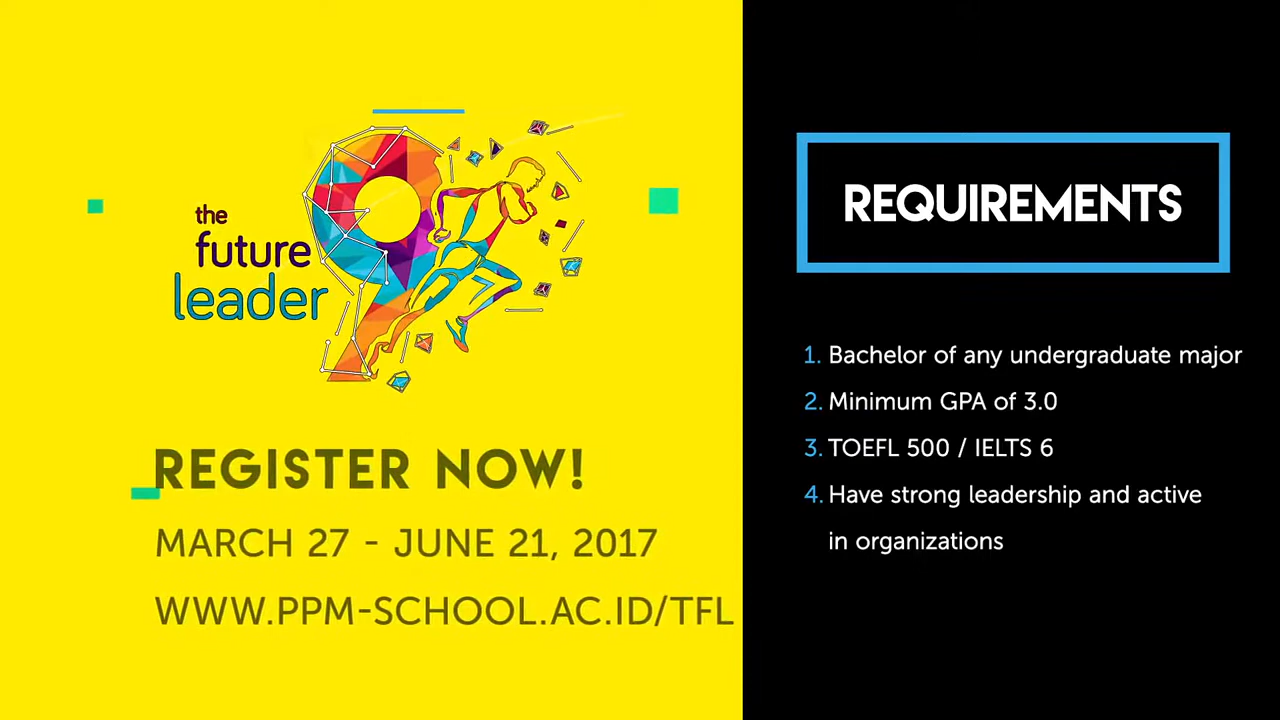 the
future
leader
9
REGISTER NOW!
MARCH 27 - JUNE 21, 2017
WWW.PPM-SCHOOL.AC.ID/TFL
REQUIREMENTS
1. Bachelor of any undergraduate major
2. Minimum GPA of 3.0
3. TOEFL 500 / IELTS 6
4. Have strong leadership and active
in organizations